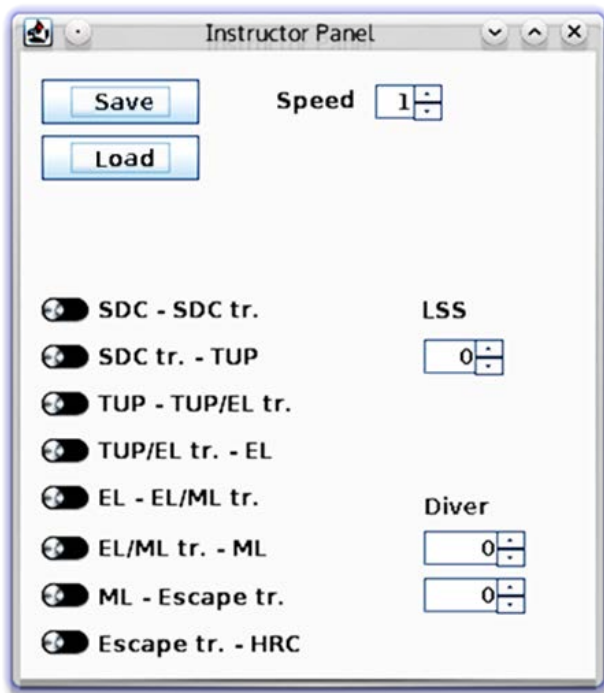 Instructor Panel
Save
Speed 1
Load
SDC - SDC tr.
LSS
SDC tr. - TUP
0
TUP - TUP/EL tr.
TUP/EL tr. - EL
EL - EL/ML tr.
Diver
EL/ML tr. - ML
0
ML - Escape tr.
0
Escape tr. - HRC